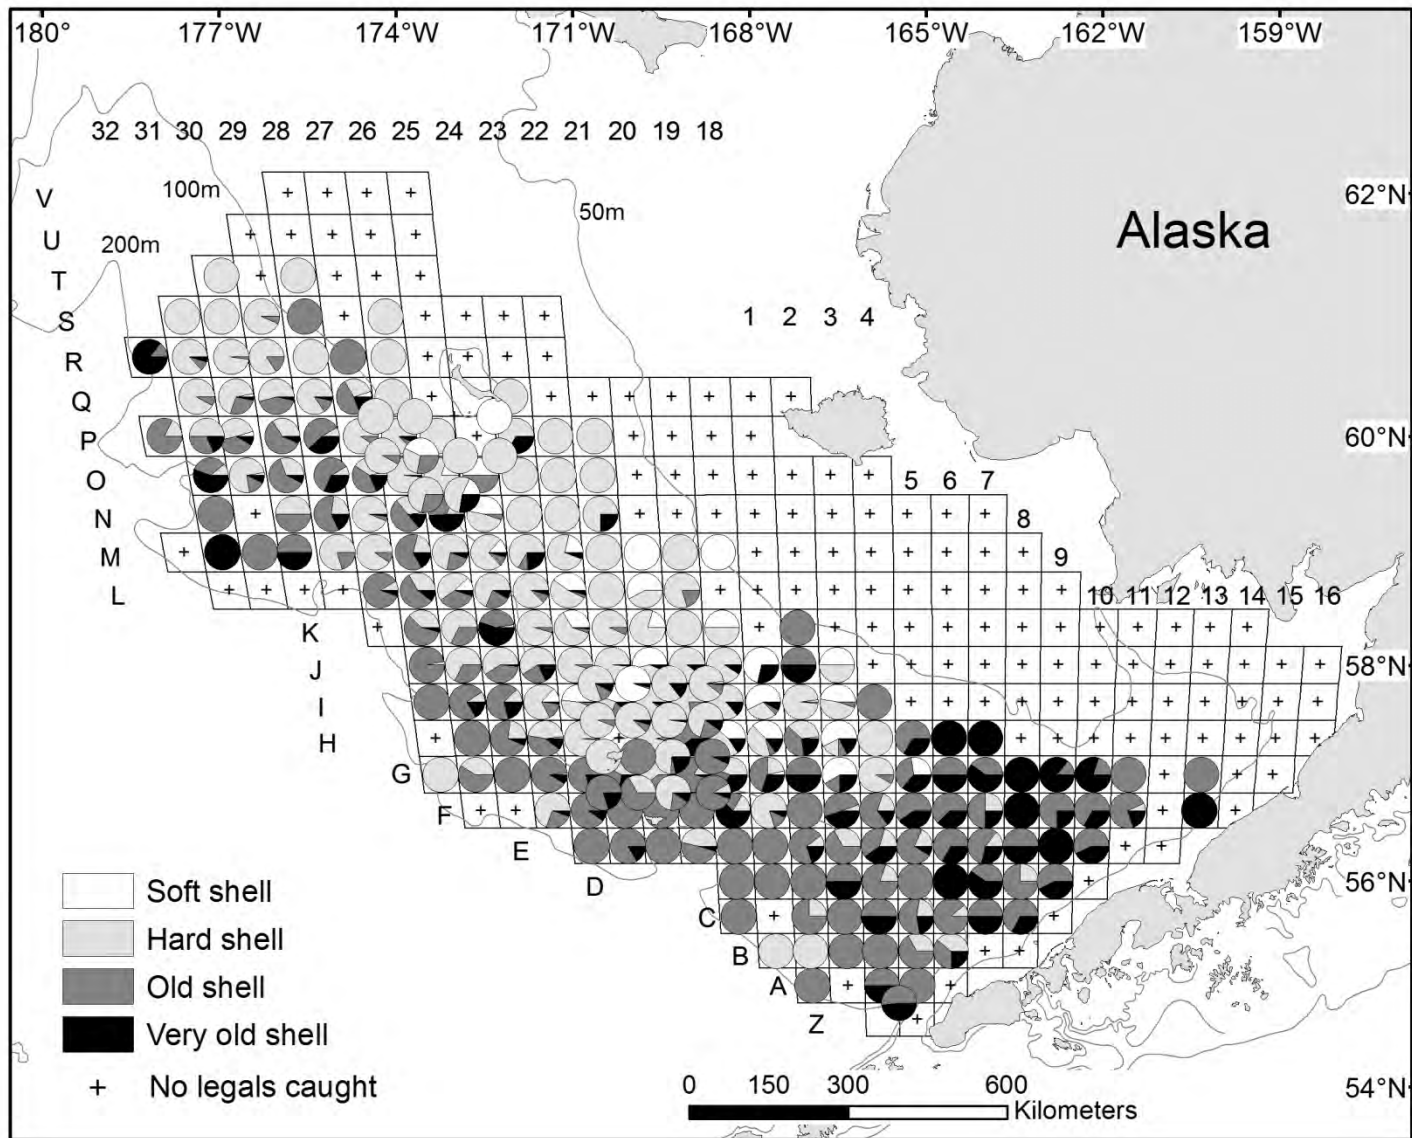 180° 177°W 174°W 171°W 168°W 165°W 162°W 159°W
32 31 30 29 28 27 26 25 24 23 22 21 20 19 18
V 100m 50m 62°N
U 200m Alaska
T
S 1 2 3 4
R
Q
P 60°N
O 5 6 7
N 8
M 9
L 10 11 12 13 14 15 16
K
J 58°N
I
H
G
F
E
D 56°N
C
B
A
Z
Soft shell
Hard shell
Old shell
Very old shell
+ No legals caught
54°N
0 150 300 600
Kilometers